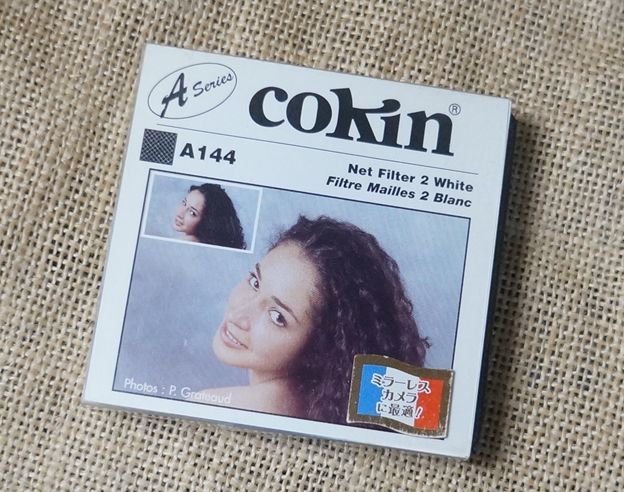 A Series
cokin®
A144
Net Filter 2 White
Filtre Mailles 2 Blanc
Photos : P. Grateaud
ミラーレス
カメラ
に最適!